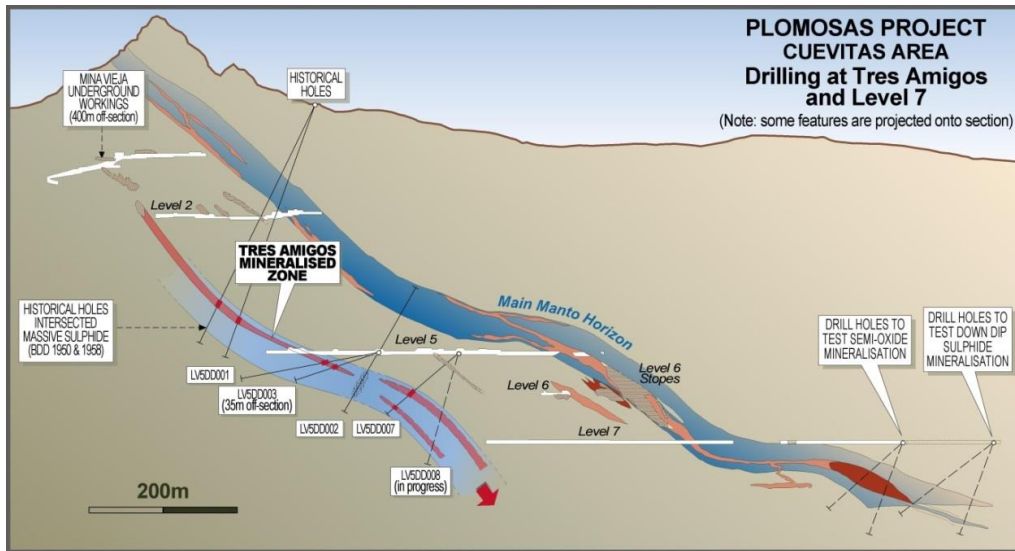 PLOMOSAS PROJECT
CUEVITAS AREA
Drilling at Tres Amigos
and Level 7
(Note: some features are projected onto section)
MINA VIEJA
UNDERGROUND
WORKINGS
(400m off-section)
HISTORICAL
HOLES
Level 2
TRES AMIGOS
MINERALISED
ZONE
HISTORICAL HOLES
INTERSECTED
MASSIVE SULPHIDE
(BDD 1950 & 1958)
Main Manto Horizon
Level 5
DRILL HOLES TO
TEST SEMI-OXIDE
MINERALISATION
DRILL HOLES TO
TEST DOWN DIP
SULPHIDE
MINERALISATION
LV5DD001
LV5DD003
(35m off-section)
Level 6
Level 6
Stopes
LV5DD002
LV5DD007
Level 7
LV5DD008
(in progress)
200m